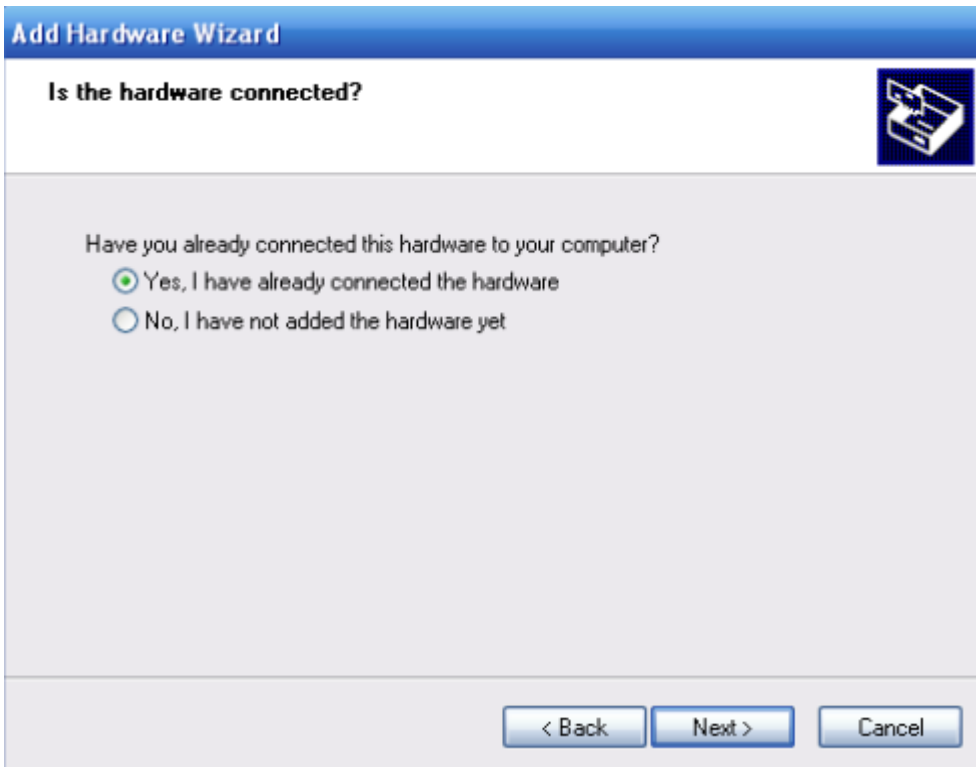 Add Hardware Wizard
Is the hardware connected?
Have you already connected this hardware to your computer?
Yes, I have already connected the hardware
No, I have not added the hardware yet
< Back Next > Cancel